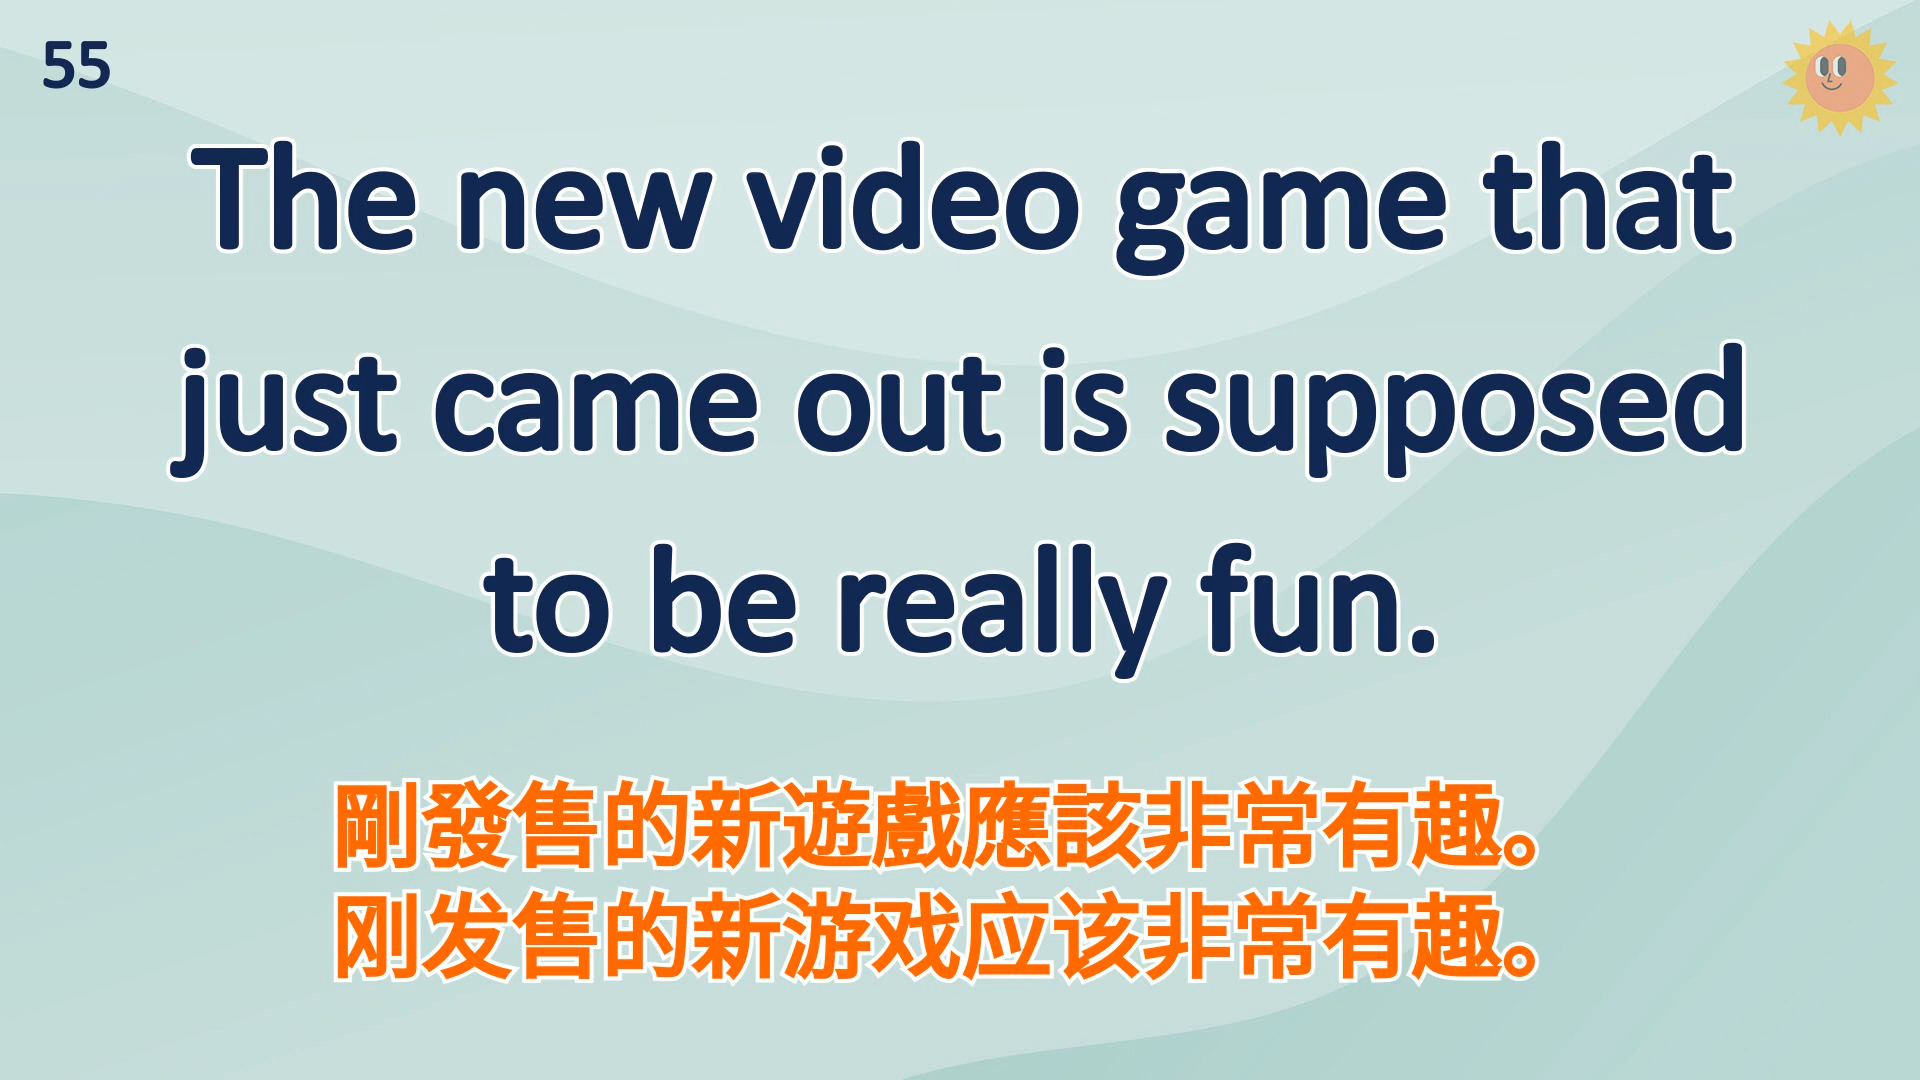 55
The new video game that
just came out is supposed
to be really fun.
剛發售的新遊戲應該非常有趣。
刚发售的新游戏应该非常有趣。